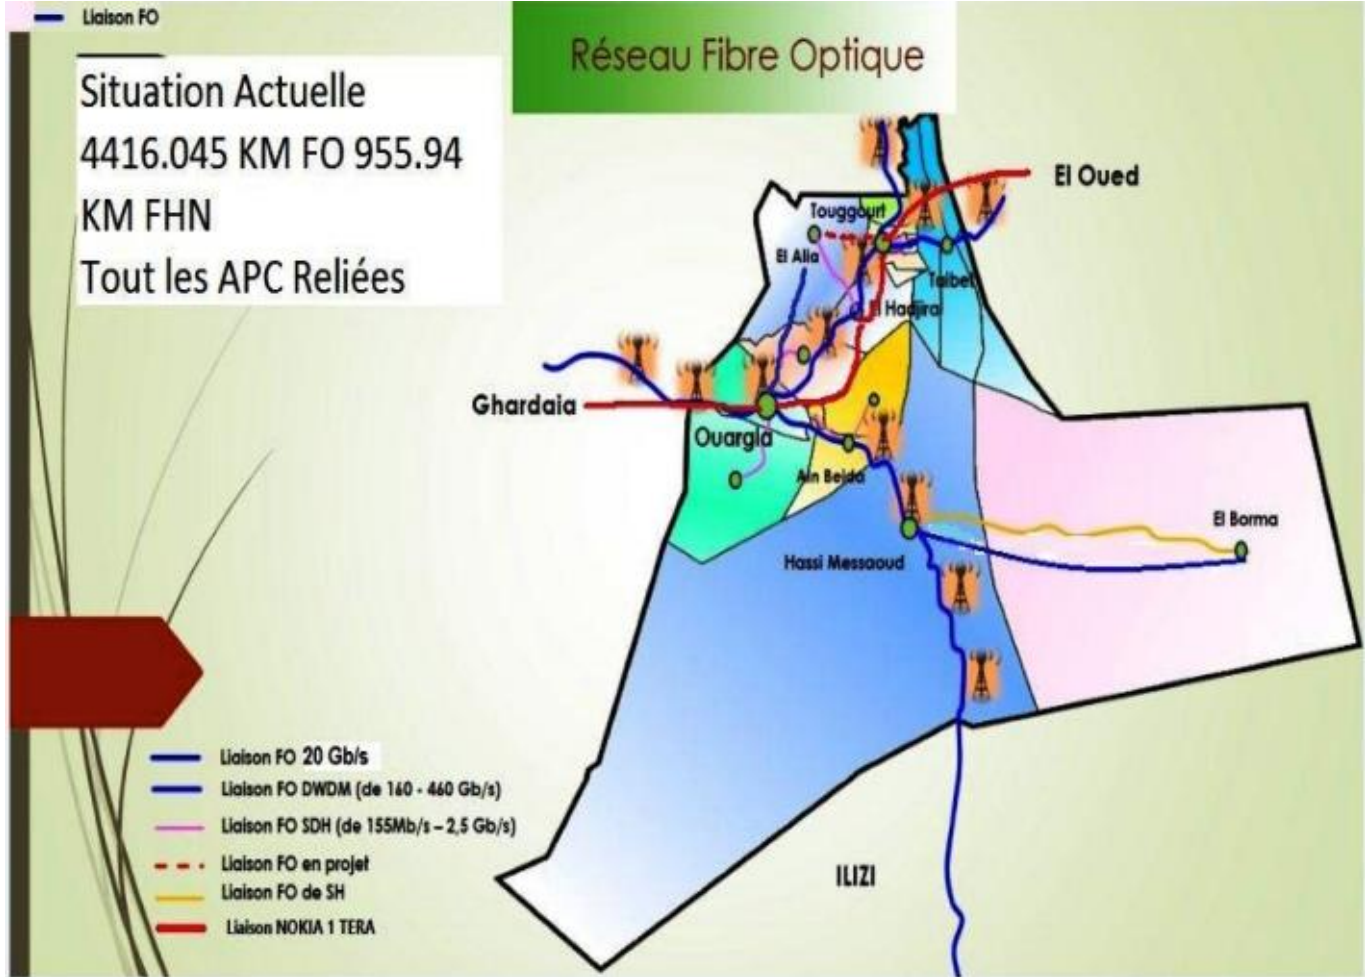 Liaison FO
Réseau Fibre Optique
Situation Actuelle
4416.045 KM FO 955.94
KM FHN
Tout les APC Reliées
El Oued
Touggourt
El Alia
Taibet
El Hadjira
Ghardaia
Ouargla
Ain Beida
El Borma
Hassi Messaoud
Liaison FO 20 Gb/s
Liaison FO DWDM (de 160 - 460 Gb/s)
Liaison FO SDH (de 155Mb/s – 2,5 Gb/s)
Liaison FO en projet
Liaison FO de SH
Liaison NOKIA 1 TERA
ILIZI